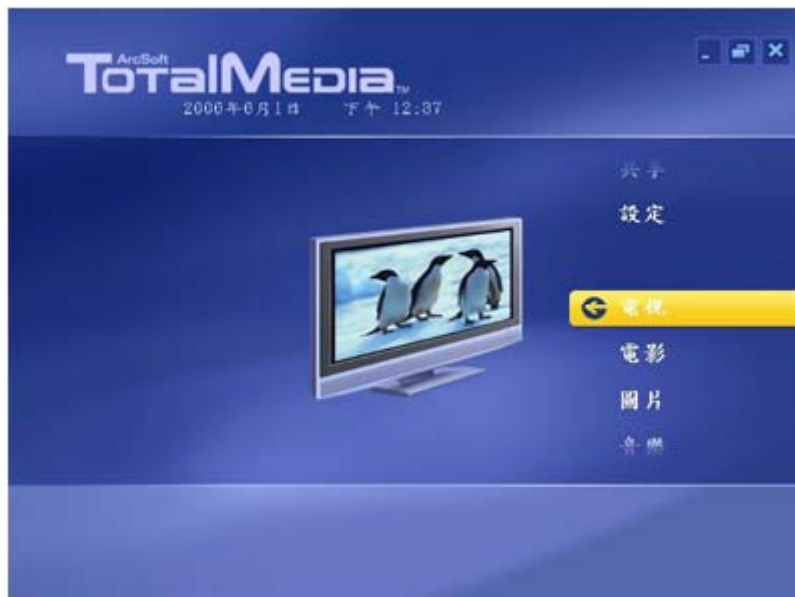 ArcSoft
TotalMedia™
2006年6月1日 下午 12:37
共享
設定
電視
電影
圖片
音樂